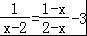 1/(x-2) = (1-x)/(2-x) - 3